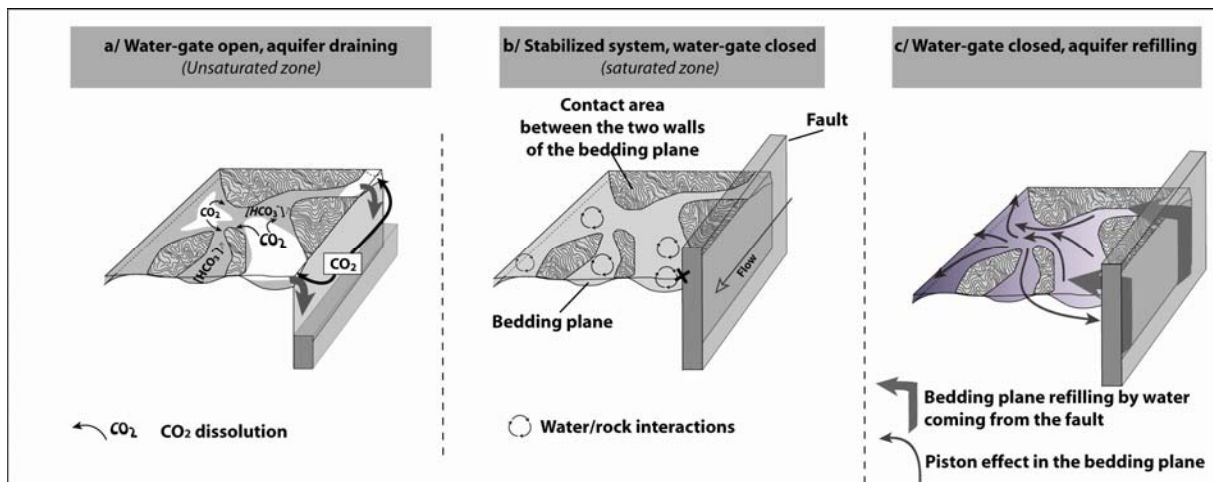 a/ Water-gate open, aquifer draining
(Unsaturated zone)
CO₂
[HCO₃⁻]↗
CO₂
[HCO₃⁻]↗
CO₂
CO₂ CO₂ dissolution
b/ Stabilized system, water-gate closed
(saturated zone)
Contact area
between the two walls
of the bedding plane
Fault
Flow
Bedding plane
Water/rock interactions
c/ Water-gate closed, aquifer refilling
Bedding plane refilling by water
coming from the fault
Piston effect in the bedding plane